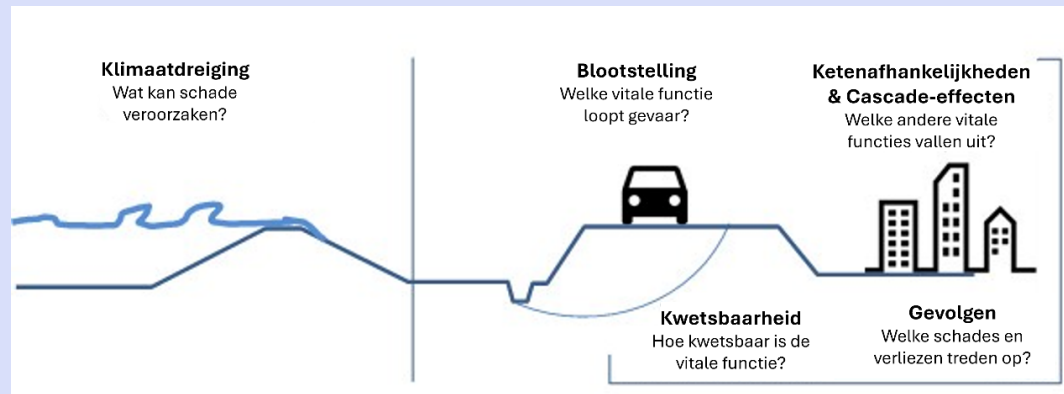 Klimaatdreiging
Wat kan schade
veroorzaken?
Blootstelling
Welke vitale functie
loopt gevaar?
Ketenafhankelijkheden
& Cascade-effecten
Welke andere vitale
functies vallen uit?
Kwetsbaarheid
Hoe kwetsbaar is de
vitale functie?
Gevolgen
Welke schades en
verliezen treden op?